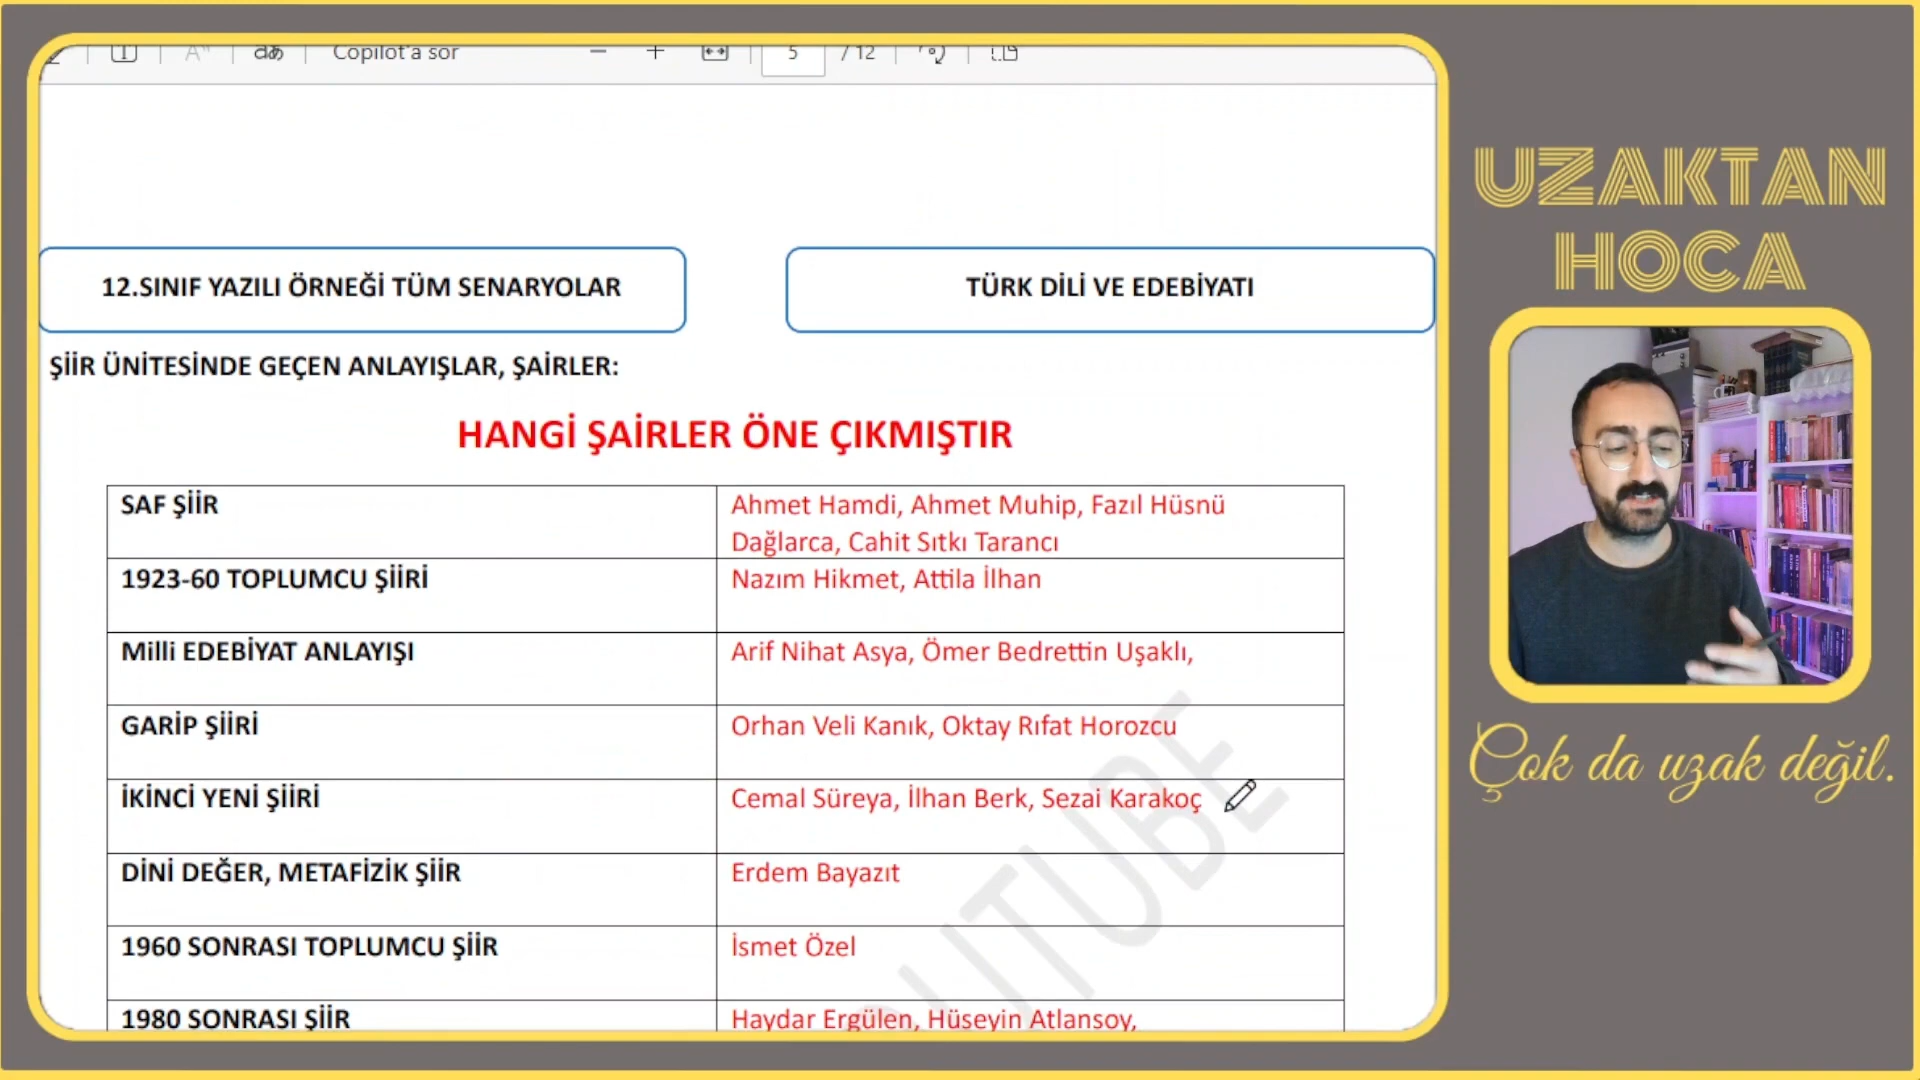 Copilot'a sor
5 / 12
12.SINIF YAZILI ÖRNEĞİ TÜM SENARYOLAR
TÜRK DİLİ VE EDEBİYATI
ŞİİR ÜNİTESİNDE GEÇEN ANLAYIŞLAR, ŞAİRLER:
HANGİ ŞAİRLER ÖNE ÇIKMIŞTIR
SAF ŞİİR
Ahmet Hamdi, Ahmet Muhip, Fazıl Hüsnü
Dağlarca, Cahit Sıtkı Tarancı
1923-60 TOPLUMCU ŞİİRİ
Nazım Hikmet, Attila İlhan
Milli EDEBİYAT ANLAYIŞI
Arif Nihat Asya, Ömer Bedrettin Uşaklı,
GARİP ŞİİRİ
Orhan Veli Kanık, Oktay Rıfat Horozcu
İKİNCİ YENİ ŞİİRİ
Cemal Süreya, İlhan Berk, Sezai Karakoç
DİNİ DEĞER, METAFİZİK ŞİİR
Erdem Bayazıt
1960 SONRASI TOPLUMCU ŞİİR
İsmet Özel
1980 SONRASI ŞİİR
Haydar Ergülen, Hüseyin Atlansoy,
UZAKTAN
HOCA
Çok da uzak değil.